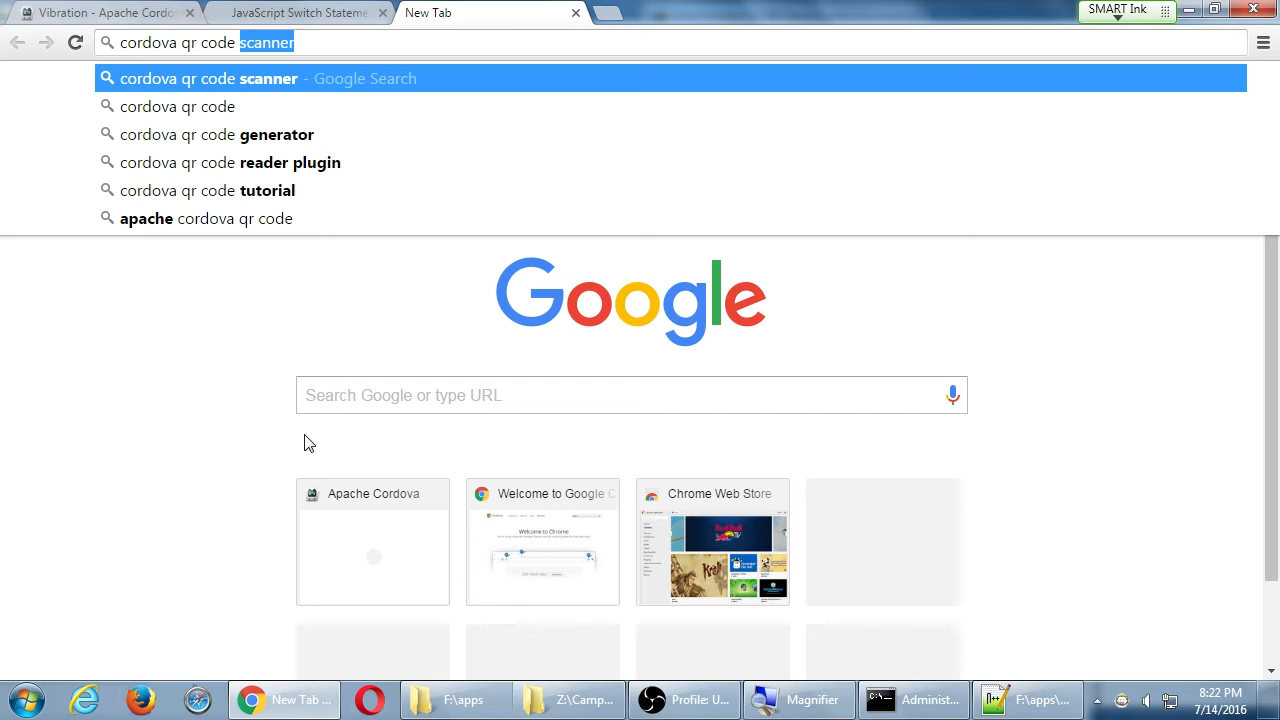 Vibration - Apache Cordo
JavaScript Switch Stateme
New Tab
SMART Ink
cordova qr code scanner
cordova qr code scanner - Google Search
cordova qr code
cordova qr code generator
cordova qr code reader plugin
cordova qr code tutorial
apache cordova qr code
Google
Search Google or type URL
Apache Cordova
Welcome to Google C
Chrome Web Store
Welcome to Chrome
New Tab ...
F:\apps
Z:\Camp...
Profile: U...
Magnifier
Administ...
F:\apps\...
8:22 PM
7/14/2016